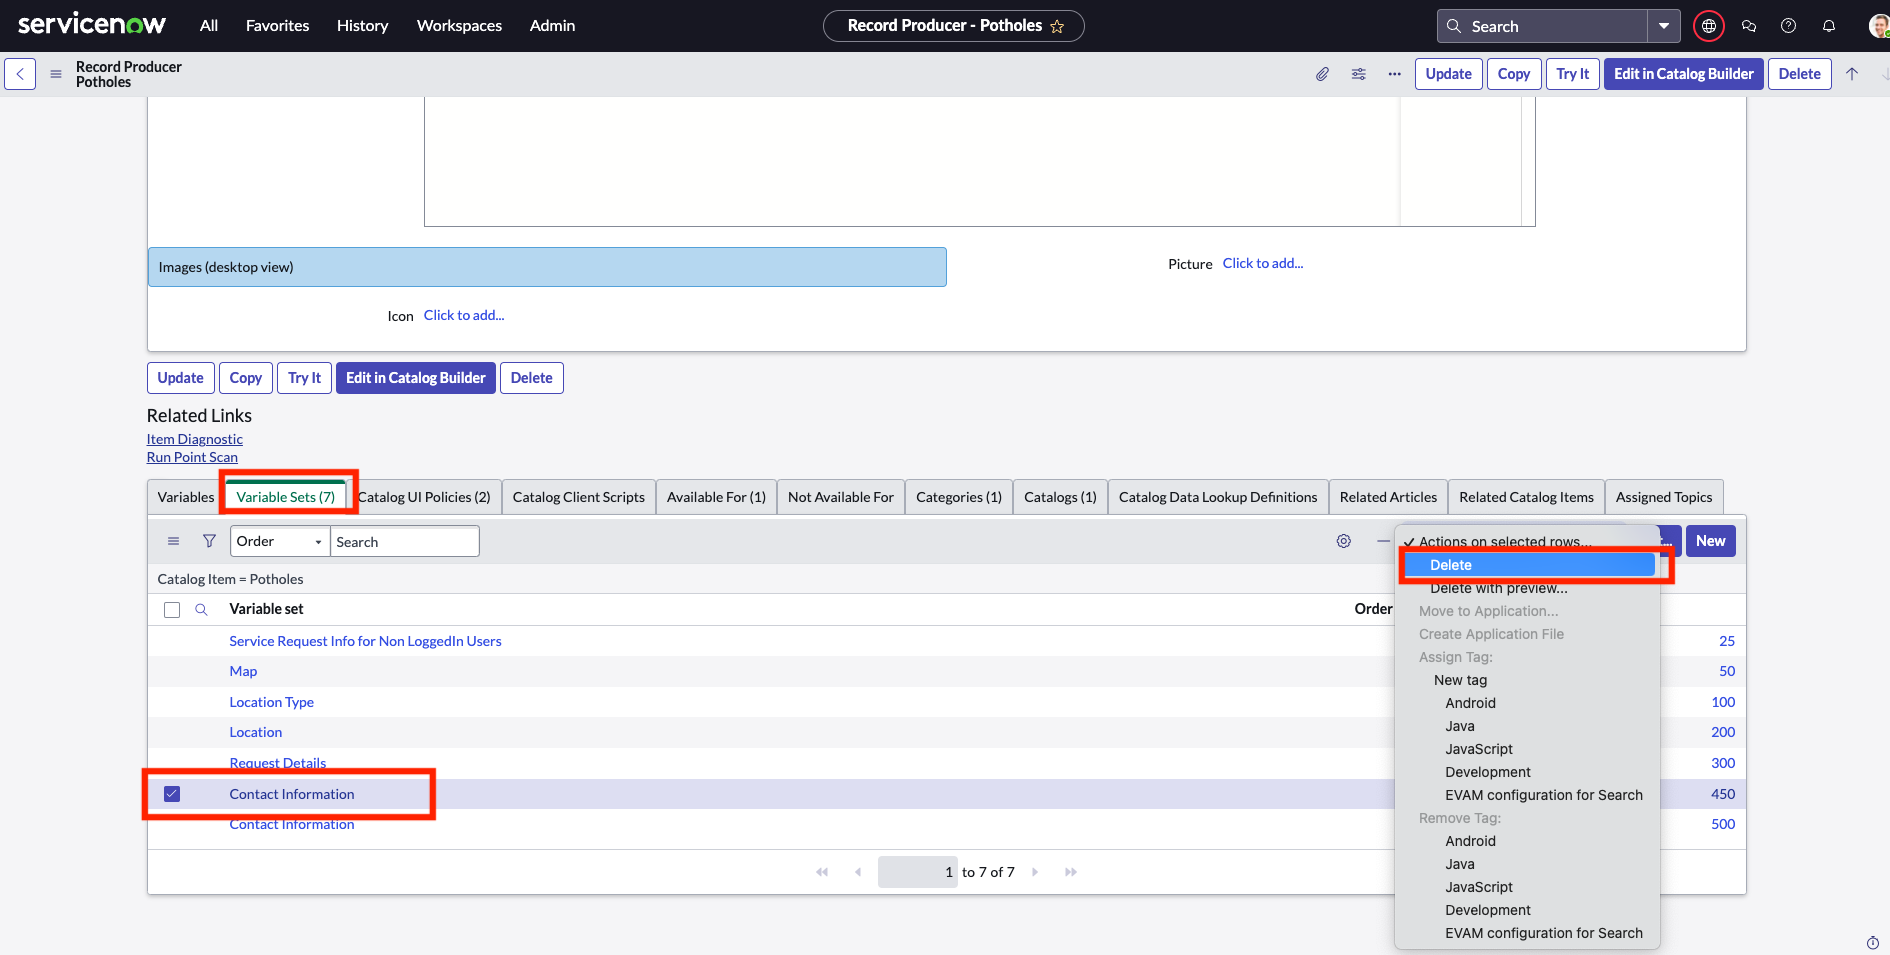 servicenow All Favorites History Workspaces Admin Record Producer - Potholes Search
Record Producer
Potholes
Update Copy Try It Edit in Catalog Builder Delete
Images (desktop view)
Picture Click to add...
Icon Click to add...
Update Copy Try It Edit in Catalog Builder Delete
Related Links
Item Diagnostic
Run Point Scan
Variables Variable Sets (7) Catalog UI Policies (2) Catalog Client Scripts Available For (1) Not Available For Categories (1) Catalogs (1) Catalog Data Lookup Definitions Related Articles Related Catalog Items Assigned Topics
Order Search New
Catalog Item = Potholes
Variable set Order
Service Request Info for Non LoggedIn Users 25
Map 50
Location Type 100
Location 200
Request Details 300
Contact Information 450
Contact Information 500
1 to 7 of 7
Actions on selected rows...
Delete
Delete with preview...
Move to Application...
Create Application File
Assign Tag:
New tag
Android
Java
JavaScript
Development
EVAM configuration for Search
Remove Tag:
Android
Java
JavaScript
Development
EVAM configuration for Search